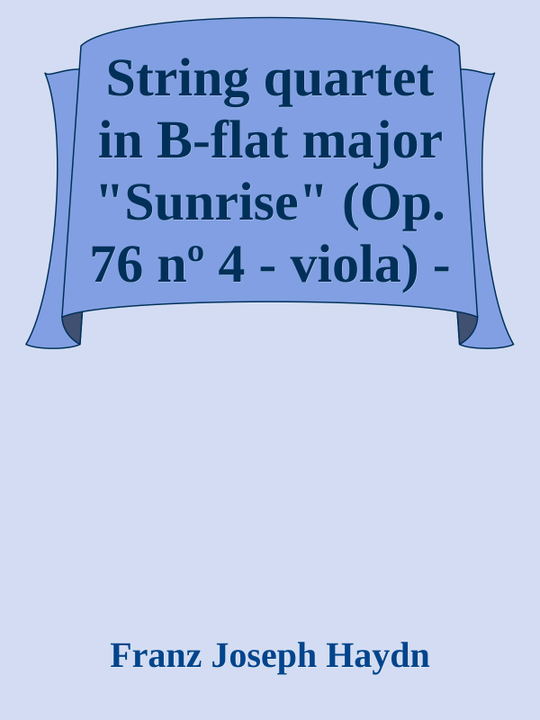 String quartet
in B-flat major
"Sunrise" (Op.
76 nº 4 - viola) -
Franz Joseph Haydn